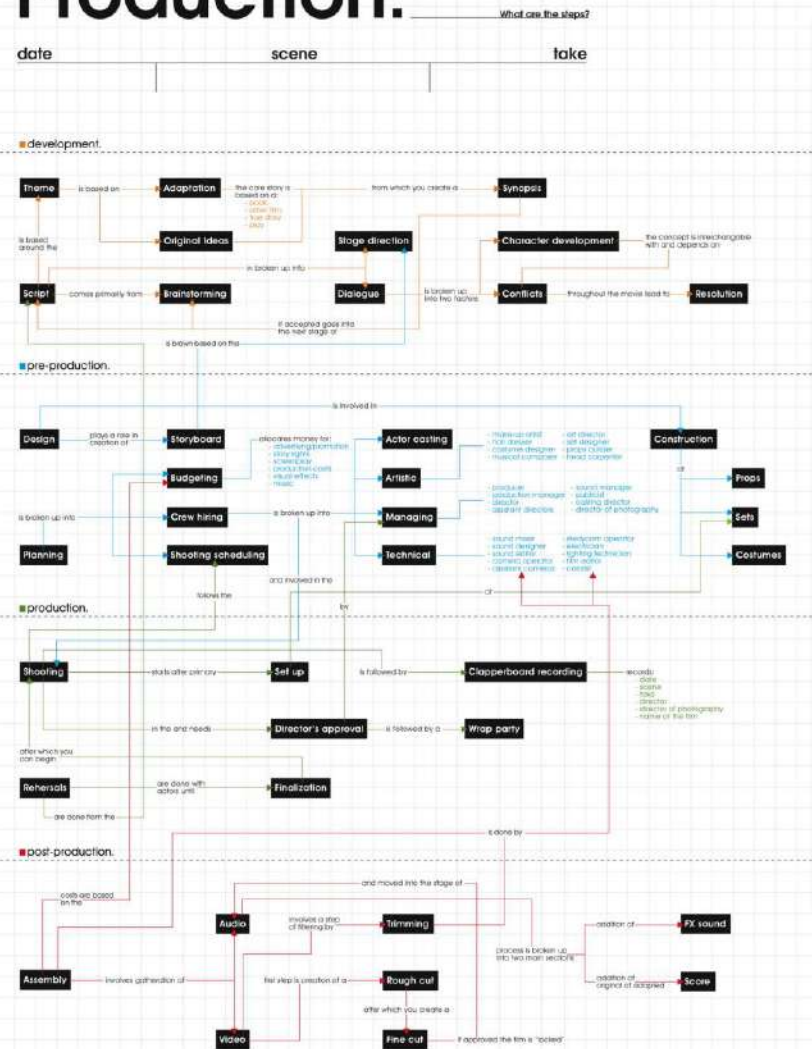 Production.
What are the steps?
date
scene
take
development.
Theme
is based on
Adaptation
the core story is
based on a:
- book
- other film
- true story
- play
from which you create a
Synopsis
is based
around the
Original ideas
Stage direction
Character development
the concept is interchangable
with and depends on
in broken up into
Script
comes primarily from
Brainstorming
Dialogue
is broken up
into two factors
Conflicts
throughout the movie lead to
Resolution
if accepted goes into
the next stage of
is drawn based on the
pre-production.
is involved in
Design
plays a role in
creation of
Storyboard
allocates money for:
- advertising/promotion
- story rights
- screenplay
- production costs
- visual effects
- music
Actor casting
- make-up artist
- hair dresser
- costume designer
- musical composer
- art director
- set designer
- props builder
- head carpenter
Construction
of
Budgeting
Artistic
Props
- producer
- production manager
- director
- assistant directors
- sound manager
- publicist
- casting director
- director of photography
is broken up into
Crew hiring
is broken up into
Managing
Sets
Planning
Shooting scheduling
Technical
- sound mixer
- sound designer
- sound editor
- camera operator
- assistant cameras
- steadycam operator
- electrician
- lighting technician
- film editor
Costumes
and involved in the
follows the
of
by
production.
Shooting
starts after primary
Set up
is followed by
Clapperboard recording
records:
- date
- scene
- take
- director
- director of photography
- name of the film
in the end needs
Director's approval
is followed by a
Wrap party
after which you
can begin
Rehersals
are done with
actors until
Finalization
are done from the
is done by
post-production.
and moved into the stage of
costs are based
on the
Audio
involves a step
of filtering by
Trimming
addition of
FX sound
process is broken up
into two main sections
Assembly
involves gatheration of
first step is creation of a
Rough cut
addition of
original of adapted
Score
after which you create a
Video
Fine cut
if approved the film is "locked"